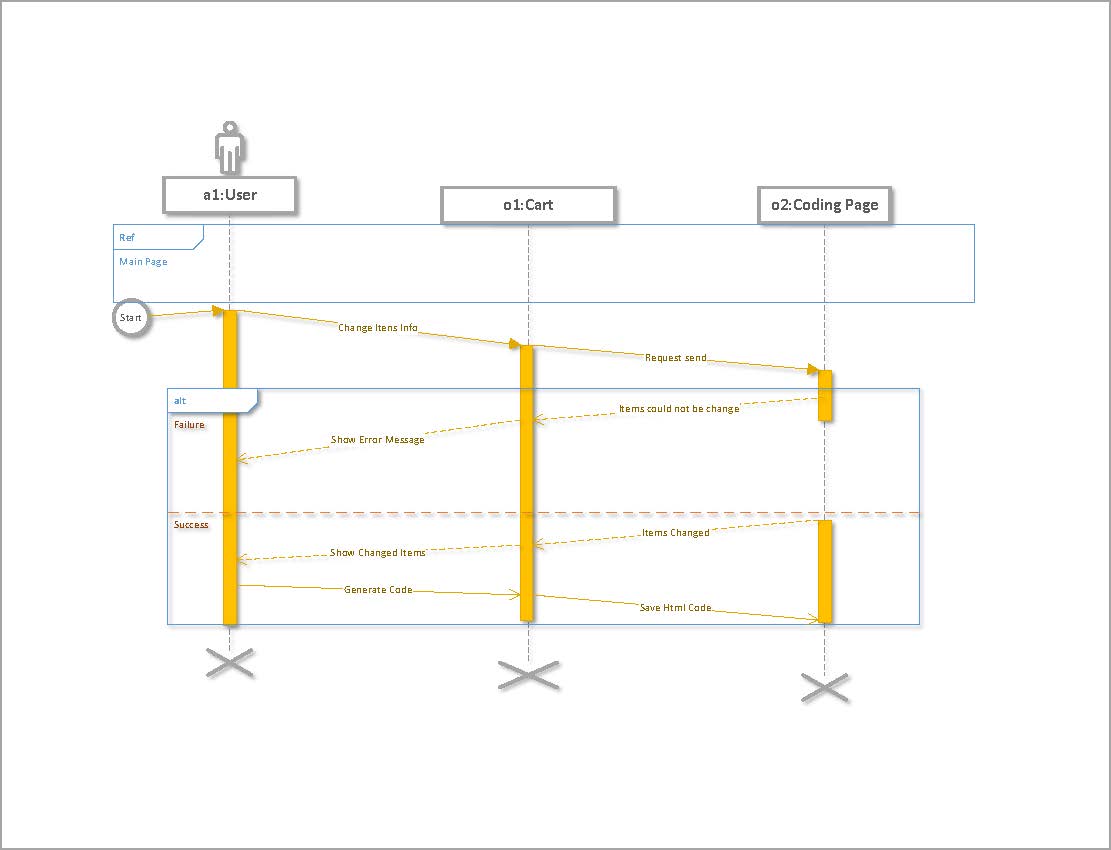 a1:User
o1:Cart
o2:Coding Page
Ref
Main Page
Start
Change Itens Info
Request send
alt
Items could not be change
Failure
Show Error Message
Success
Items Changed
Show Changed Items
Generate Code
Save Html Code